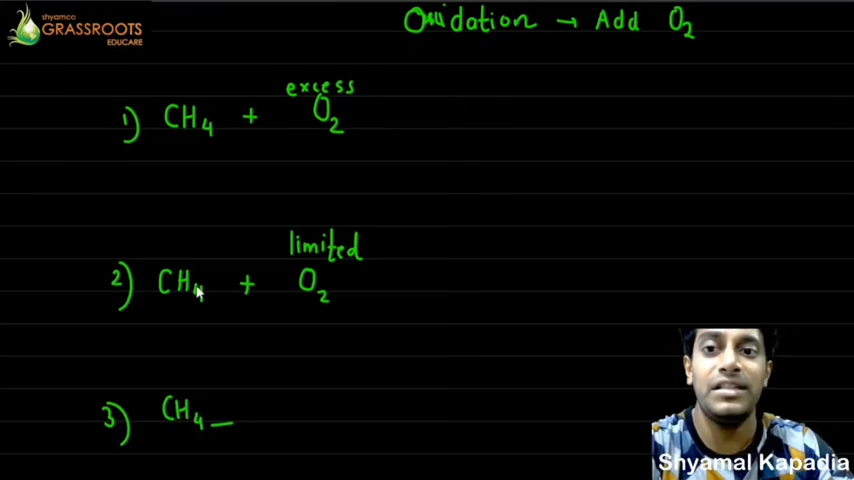 shyamco
GRASSROOTS
EDUCARE
Oxidation → Add O₂
excess
1) CH₄ + O₂
limited
2) CH₄ + O₂
3) CH₄ —
Shyamal Kapadia